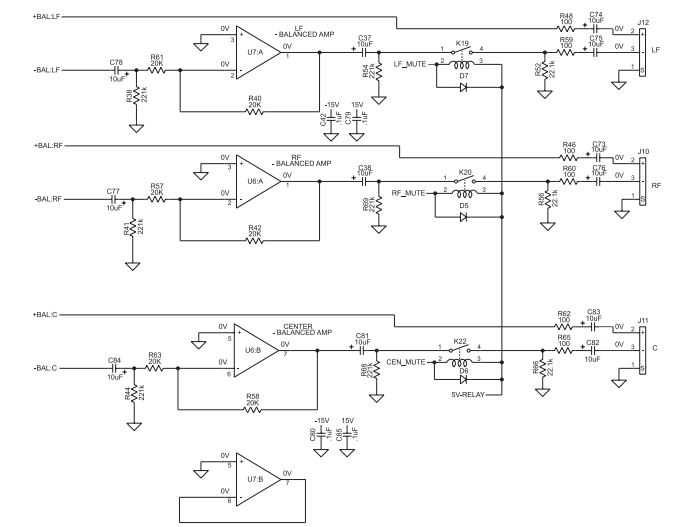 +BAL:LF
R48
100
C74
10uF
0V
J12
2
+
R59
100
C75
10uF
0V
3
-
LF
1
S
LF
- BALANCED AMP
0V
3
+
U7:A
0V
1
0V
2
-
-BAL:LF
C78
10uF
+
R61
20K
R38
221k
R40
20K
C37
10uF
+
R54
221k
K19
1
4
LF_MUTE
2
3
D7
R52
22.1k
-15V
C42
.1uF
15V
C79
.1uF
+BAL:RF
R46
100
C73
10uF
0V
J10
2
+
R60
100
C76
10uF
0V
3
-
RF
1
S
RF
- BALANCED AMP
0V
3
+
U6:A
0V
1
0V
2
-
-BAL:RF
C77
10uF
+
R57
20K
R41
221k
R42
20K
C38
10uF
+
R69
221k
K20
1
4
RF_MUTE
2
3
D5
R56
22.1k
+BAL:C
R62
100
C83
10uF
0V
J11
2
+
R65
100
C82
10uF
0V
3
-
C
1
S
CENTER
- BALANCED AMP
0V
5
+
U6:B
0V
7
0V
6
-
-BAL:C
C84
10uF
+
R63
20K
R44
221k
R58
20K
C81
10uF
+
R68
221k
K22
1
4
CEN_MUTE
2
3
D6
5V-RELAY
R66
22.1k
-15V
C80
.1uF
15V
C85
.1uF
0V
5
+
U7:B
0V
7
0V
6
-